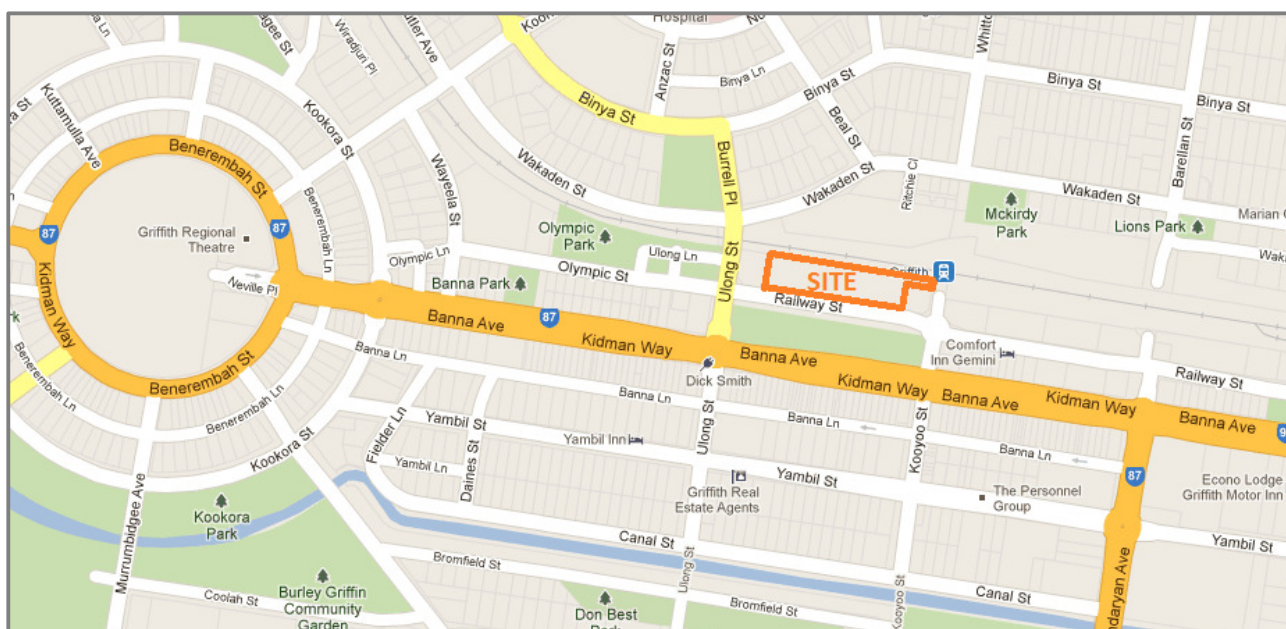 Hospital
Whitto
Banna Ln
Wiradjuri Pl
Anzac St
Binya Ln
Binya St
Binya St
Binya St
Binya St
Kuttamulla Ave
Kookora St
Beal St
Barellan St
Benerembah St
Wayeela St
Wakaden St
Burrell Pl
Wakaden St
Ritchie Cl
Wakaden St
Benerembah Ln
Mckirdy
Park
Marian
Lions Park
87
87
Griffith Regional
Theatre
Olympic
Park
Ulong Ln
Olympic Ln
Olympic St
Ulong St
Griffith
SITE
Neville Pl
Banna Park
Railway St
Kidman Way
Banna Ave
87
Kidman Way
Banna Ave
Comfort
Inn Gemini
Banna Ln
Dick Smith
Kidman Way
Banna Ave
Kidman Way
Railway St
Banna Ave
Benerembah St
Benerembah Ln
Benerembah Ln
Banna Ln
Banna Ln
Banna Ln
Kookora St
Fielder Ln
Yambil St
Yambil Inn
Ulong St
Kooyoo St
Yambil Ln
Daines St
Yambil St
87
Griffith Real
Estate Agents
The Personnel
Group
Econo Lodge
Griffith Motor Inn
Kookora
Park
Murrumbidgee Ave
Canal St
Yambil St
Bromfield St
Ulong St
Kooyoo St
Canal St
Coolah St
Burley Griffin
Community
Garden
Don Best
Bromfield St
ndaryan Ave